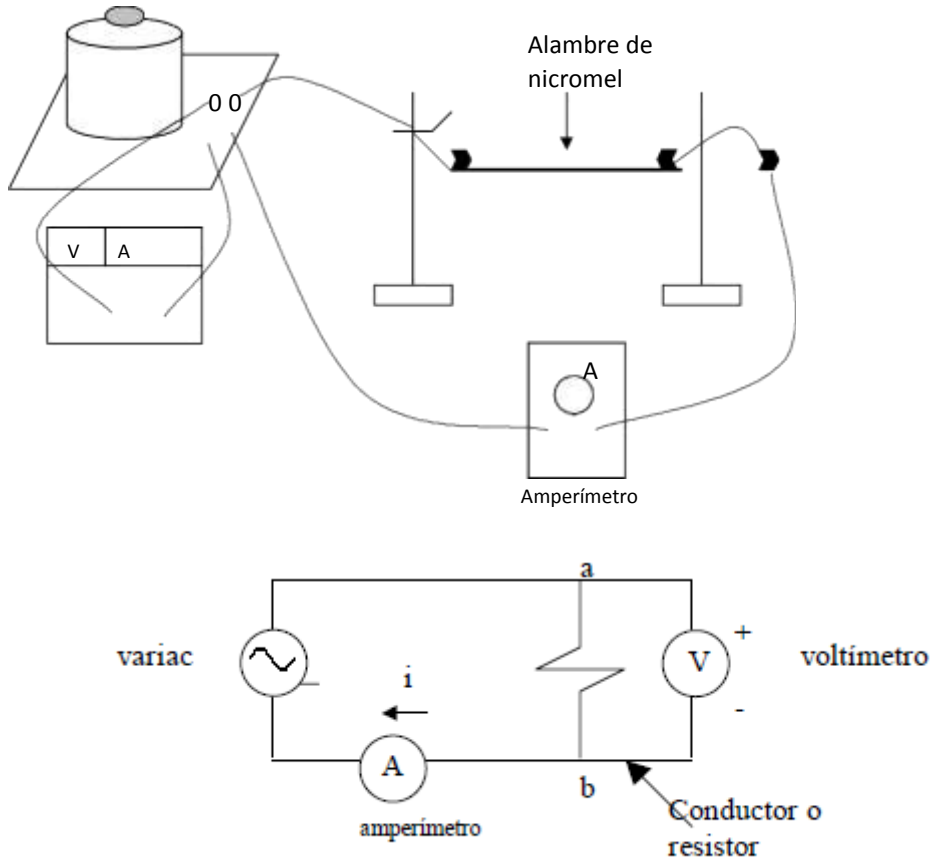 Alambre de
nicromel
0 0
V A
A
Amperímetro
a
variac
i
V
+
-
voltímetro
A
b
amperímetro
Conductor o
resistor